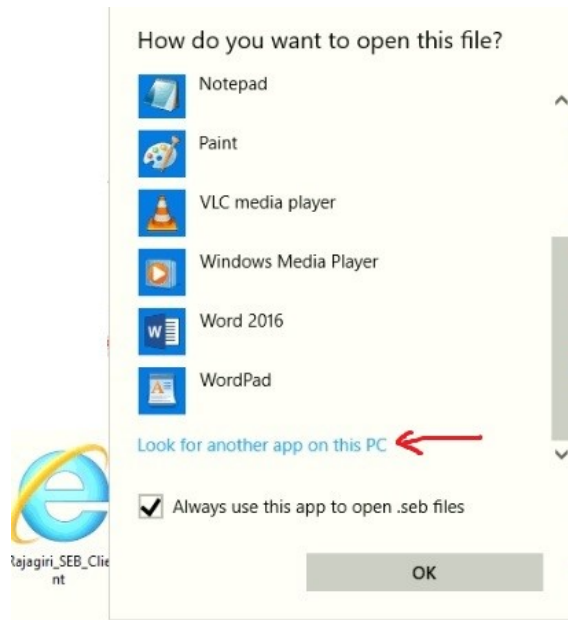 How do you want to open this file?
Notepad
Paint
VLC media player
Windows Media Player
Word 2016
WordPad
Look for another app on this PC
Always use this app to open .seb files
OK
Rajagiri_SEB_Clie
nt